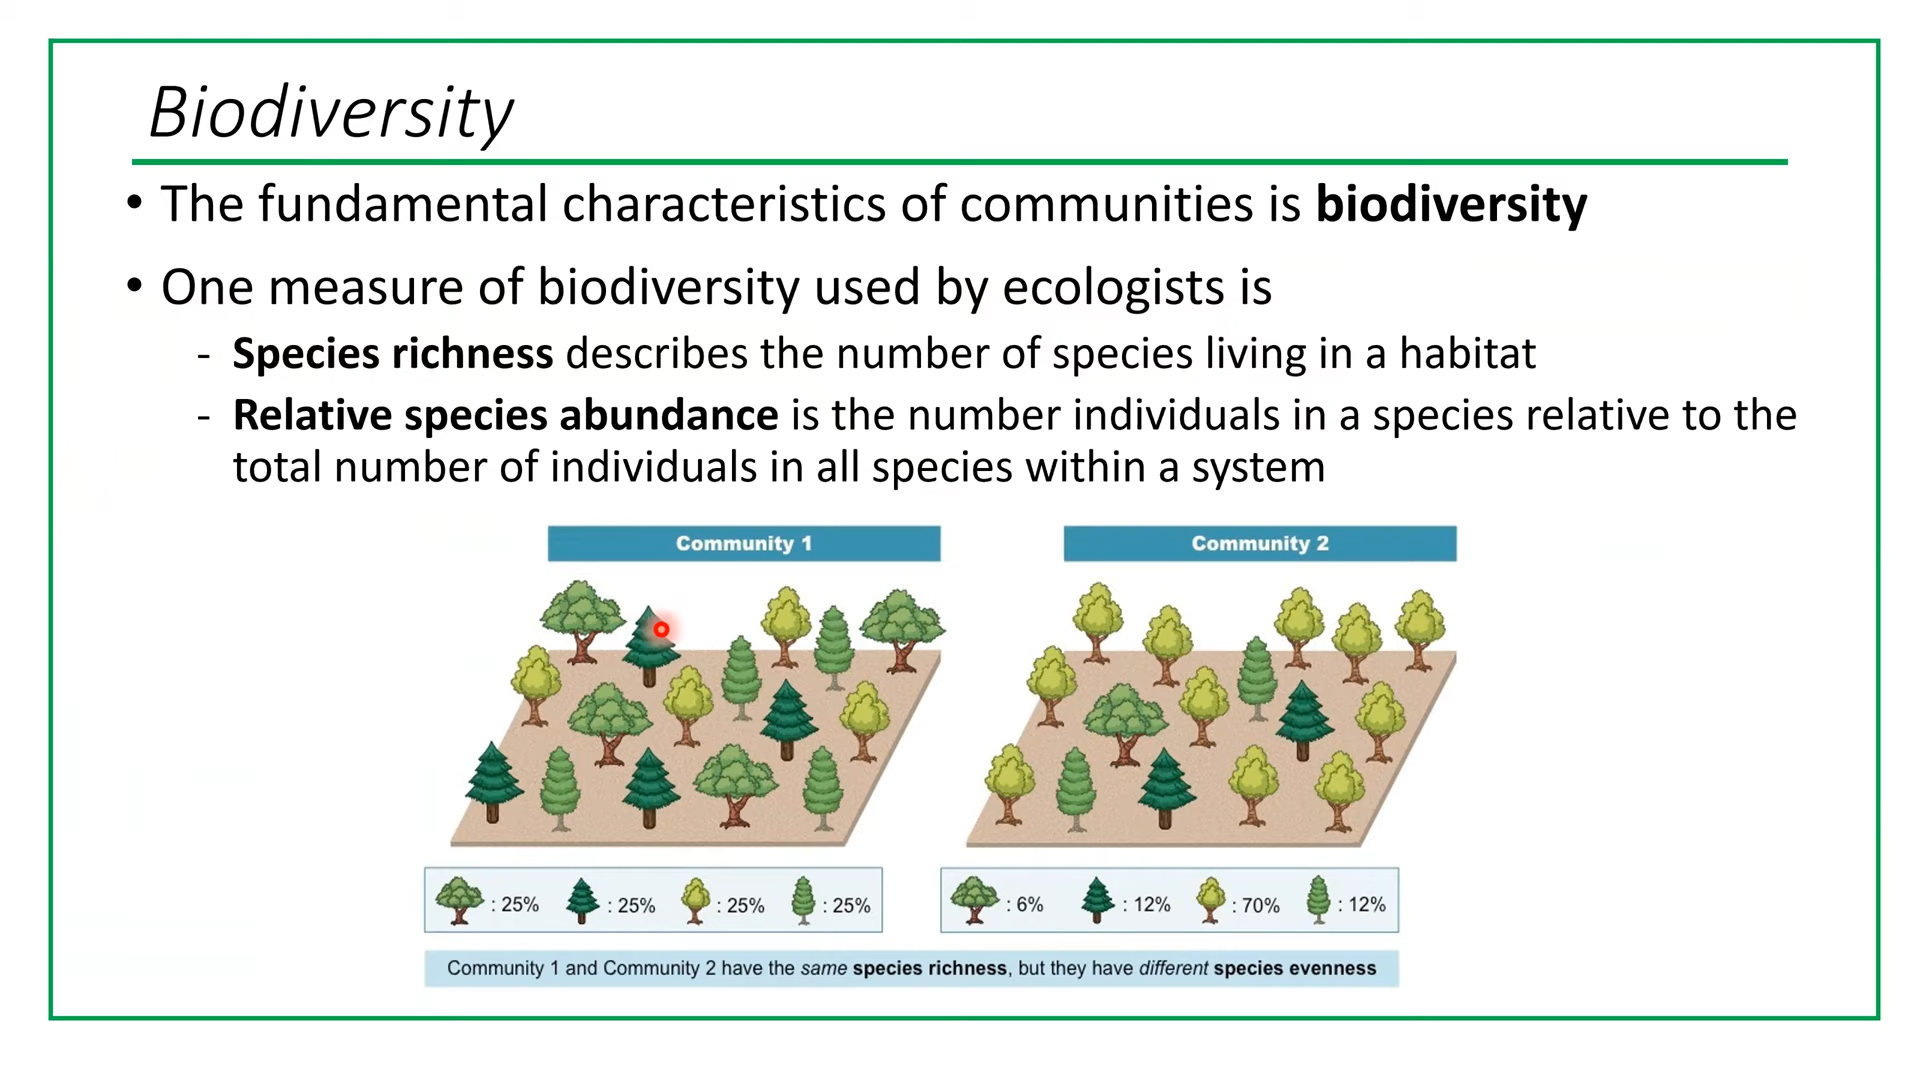 Biodiversity
• The fundamental characteristics of communities is biodiversity
• One measure of biodiversity used by ecologists is
- Species richness describes the number of species living in a habitat
- Relative species abundance is the number individuals in a species relative to the
total number of individuals in all species within a system
Community 1
Community 2
: 25% : 25% : 25% : 25%
: 6% : 12% : 70% : 12%
Community 1 and Community 2 have the same species richness, but they have different species evenness